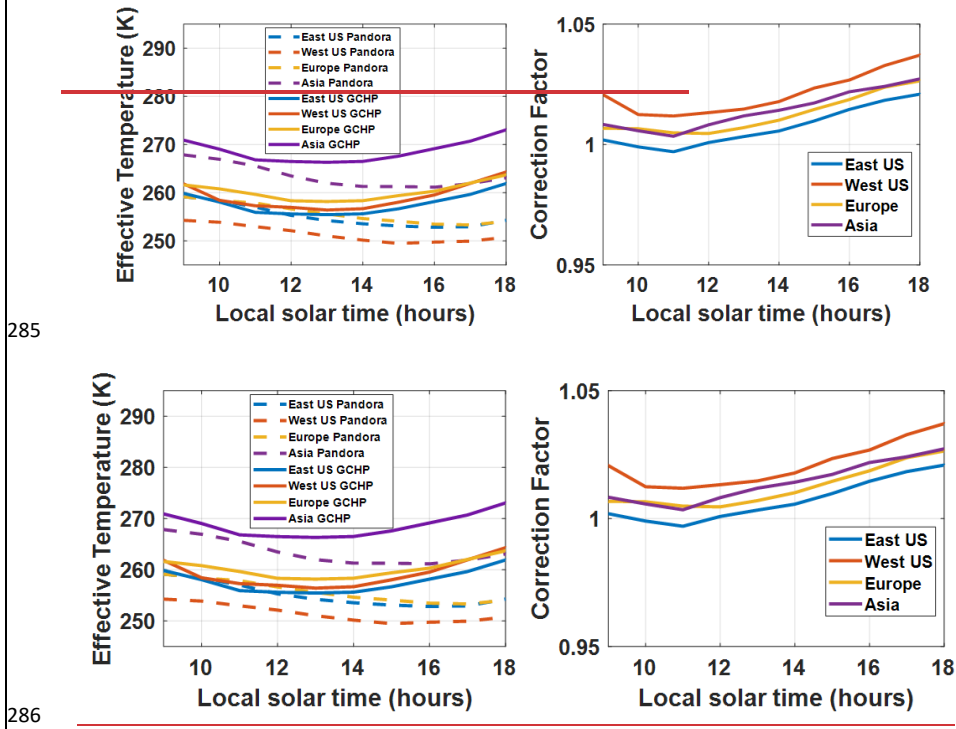 Effective Temperature (K)
290
280
270
260
250
East US Pandora
West US Pandora
Europe Pandora
Asia Pandora
East US GCHP
West US GCHP
Europe GCHP
Asia GCHP
10 12 14 16 18
Local solar time (hours)
Correction Factor
1.05
1
0.95
East US
West US
Europe
Asia
10 12 14 16 18
Local solar time (hours)
285
Effective Temperature (K)
290
280
270
260
250
East US Pandora
West US Pandora
Europe Pandora
Asia Pandora
East US GCHP
West US GCHP
Europe GCHP
Asia GCHP
10 12 14 16 18
Local solar time (hours)
Correction Factor
1.05
1
0.95
East US
West US
Europe
Asia
10 12 14 16 18
Local solar time (hours)
286